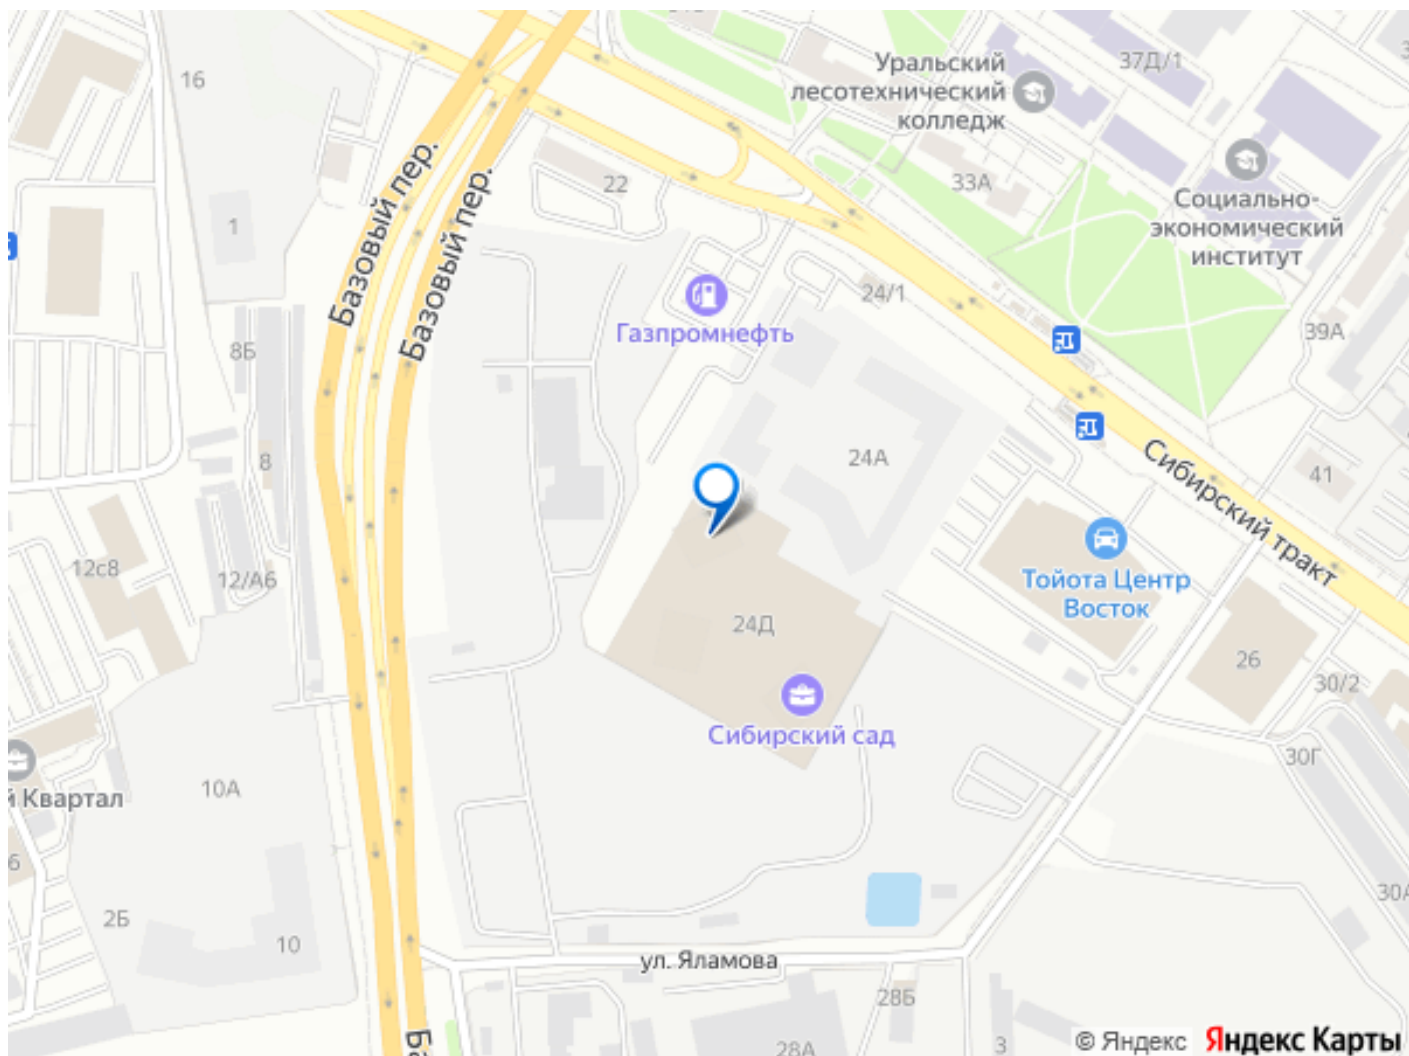 16
37Д/1
Уральский
лесотехнический
колледж
33А
Социально-
экономический
институт
22
1
Базовый пер.
Базовый пер.
Газпромнефть
24/1
39А
8Б
8
24А
41
Сибирский тракт
12с8
12/А6
Тойота Центр
Восток
24Д
26
30/2
Сибирский сад
30Г
й Квартал
10А
6
30А
2Б
10
ул. Яламова
28Б
28А
3
Ба
© Яндекс Яндекс Карты